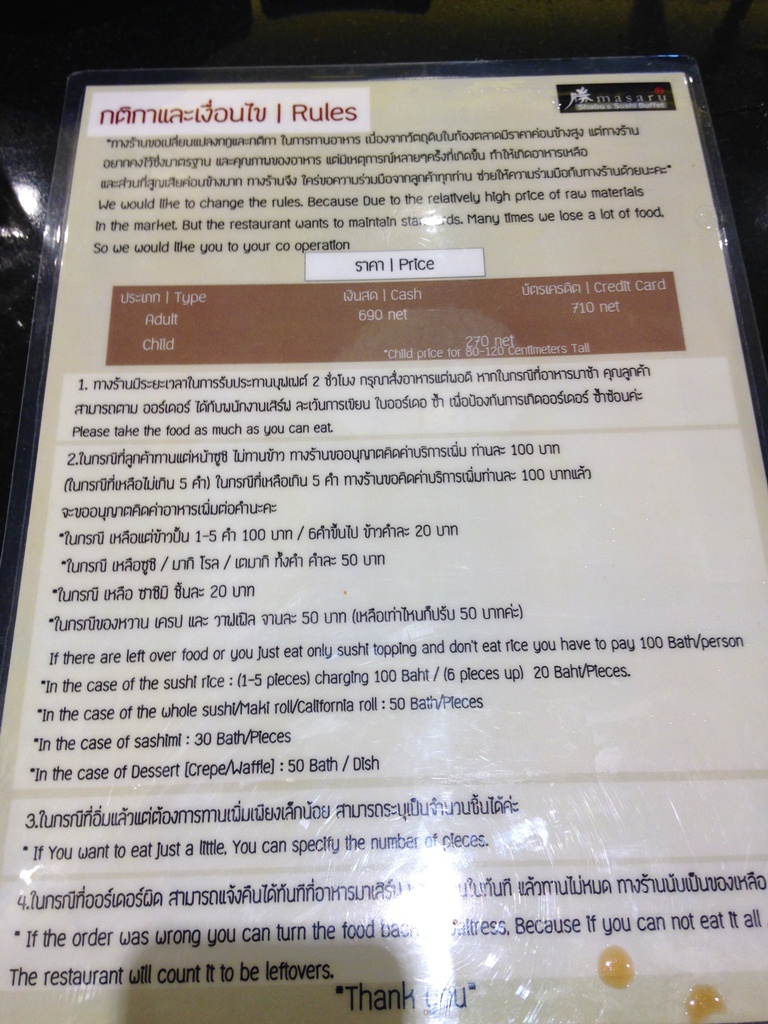 กติกาและเงื่อนไข | Rules
masaru
Shabu & Sushi Buffet
"ทางร้านขอเปลี่ยนแปลงกฎและกติกา ในการทานอาหาร เนื่องจากวัตถุดิบในท้องตลาดมีราคาค่อนข้างสูง แต่ทางร้าน
อยากคงไว้ซึ่งมาตรฐาน และคุณภาพของอาหาร แต่มีเหตุการณ์หลายๆครั้งที่เกิดขึ้น ทำให้เกิดอาหารเหลือ
และส่วนที่สูญเสียค่อนข้างมาก ทางร้านจึง ใคร่ขอความร่วมมือจากลูกค้าทุกท่าน ช่วยให้ความร่วมมือกับทางร้านด้วยนะคะ"
We would like to change the rules. Because Due to the relatively high price of raw materials
in the market. But the restaurant wants to maintain standards. Many times we lose a lot of food.
So we would like you to your co operation
ราคา | Price
ประเภท | Type เงินสด | Cash บัตรเครดิต | Credit Card
Adult 690 net 710 net
Child 270 net
*Child price for 80-120 Centimeters Tall
1. ทางร้านมีระยะเวลาในการรับประทานบุฟเฟต์ 2 ชั่วโมง กรุณาสั่งอาหารแต่พอดี หากในกรณีที่อาหารมาช้า คุณลูกค้า
สามารถตาม ออร์เดอร์ ได้กับพนักงานเสิร์ฟ ละเว้นการเขียน ใบออร์เดอ ซ้ำ เพื่อป้องกันการเกิดออร์เดอร์ ซ้ำซ้อนค่ะ
Please take the food as much as you can eat.
2.ในกรณีที่ลูกค้าทานแต่หน้าซูชิ ไม่ทานข้าว ทางร้านขออนุญาตคิดค่าบริการเพิ่ม ท่านละ 100 บาท
(ในกรณีที่เหลือไม่เกิน 5 คำ) ในกรณีที่เหลือเกิน 5 คำ ทางร้านขอคิดค่าบริการเพิ่มท่านละ 100 บาทแล้ว
จะขออนุญาตคิดค่าอาหารเพิ่มต่อคำนะคะ
*ในกรณี เหลือแต่ข้าวปั้น 1-5 คำ 100 บาท / 6คำขึ้นไป ข้าวคำละ 20 บาท
*ในกรณี เหลือซูชิ / มากิ โรล / เตมากิ ทั้งคำ คำละ 50 บาท
*ในกรณี เหลือ ซาชิมิ ชิ้นละ 20 บาท
*ในกรณีของหวาน เครป และ วาฟเฟิล จานละ 50 บาท (เหลือเท่าไหนก็ปรับ 50 บาทค่ะ)
If there are left over food or you just eat only sushi topping and don't eat rice you have to pay 100 Bath/person
*In the case of the sushi rice : (1-5 pieces) charging 100 Baht / (6 pieces up) 20 Baht/Pieces.
*In the case of the whole sushi/Maki roll/California roll : 50 Bath/Pieces
*In the case of sashimi : 30 Bath/Pieces
*In the case of Dessert [Crepe/Waffle] : 50 Bath / Dish
3.ในกรณีที่อิ่มแล้วแต่ต้องการทานเพิ่มเพียงเล็กน้อย สามารถระบุเป็นจำนวนชิ้นได้ค่ะ
* If You want to eat just a little. You can specify the number of pieces.
4.ในกรณีที่ออร์เดอร์ผิด สามารถแจ้งคืนได้ทันทีที่อาหารมาเสิร์ฟ ในทันที แล้วทานไม่หมด ทางร้านนับเป็นของเหลือ
* If the order was wrong you can turn the food back waitress, Because if you can not eat it all
The restaurant will count it to be leftovers.
"Thank you"